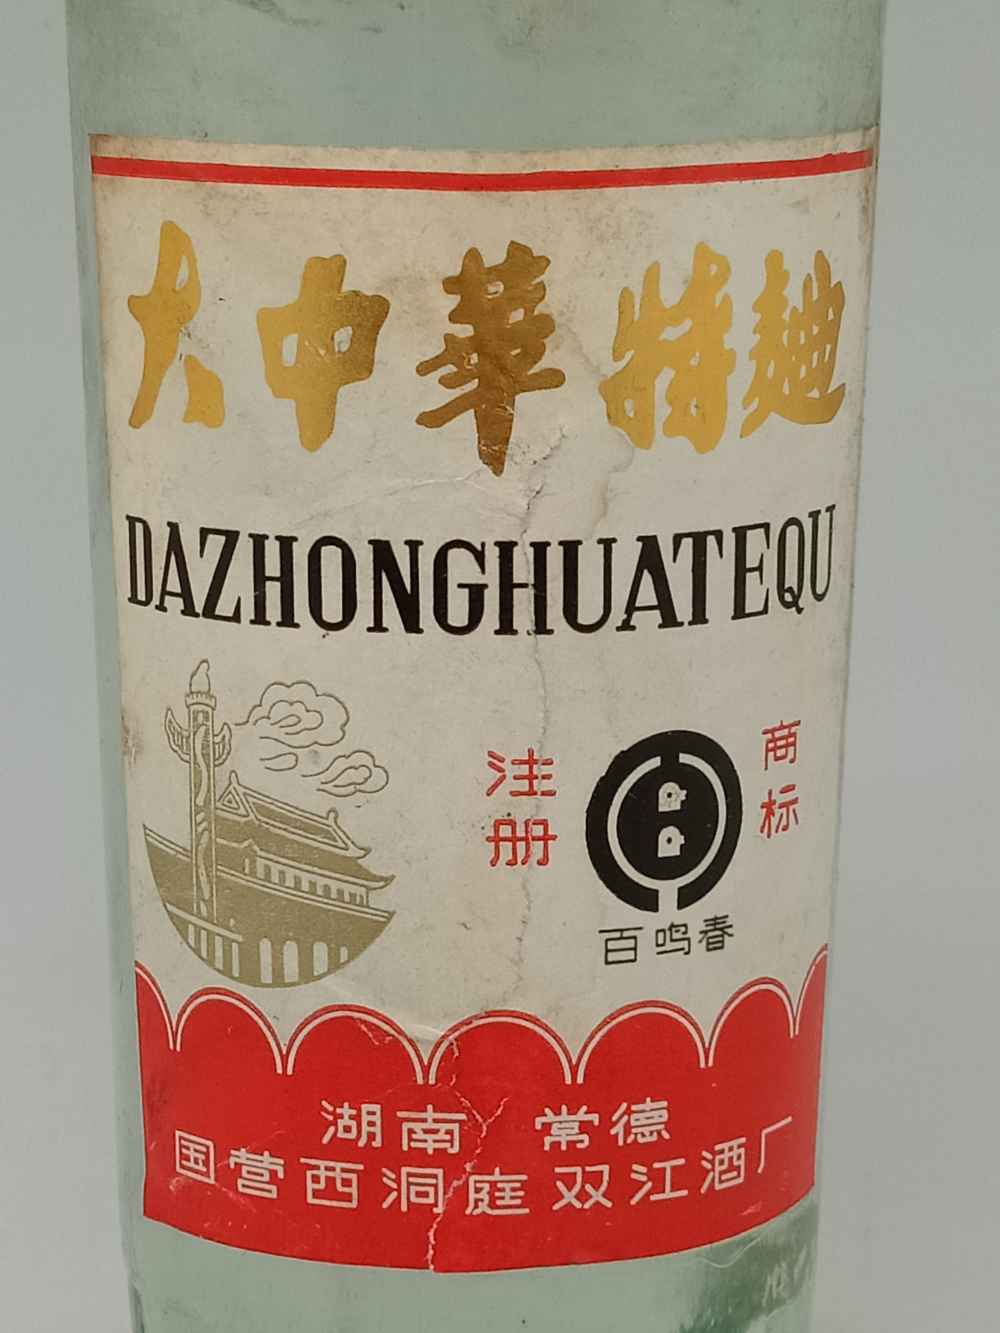 大中華特麯
DAZHONGHUATEQU
注册 商标
百鸣春
湖南 常德
国营西洞庭双江酒厂